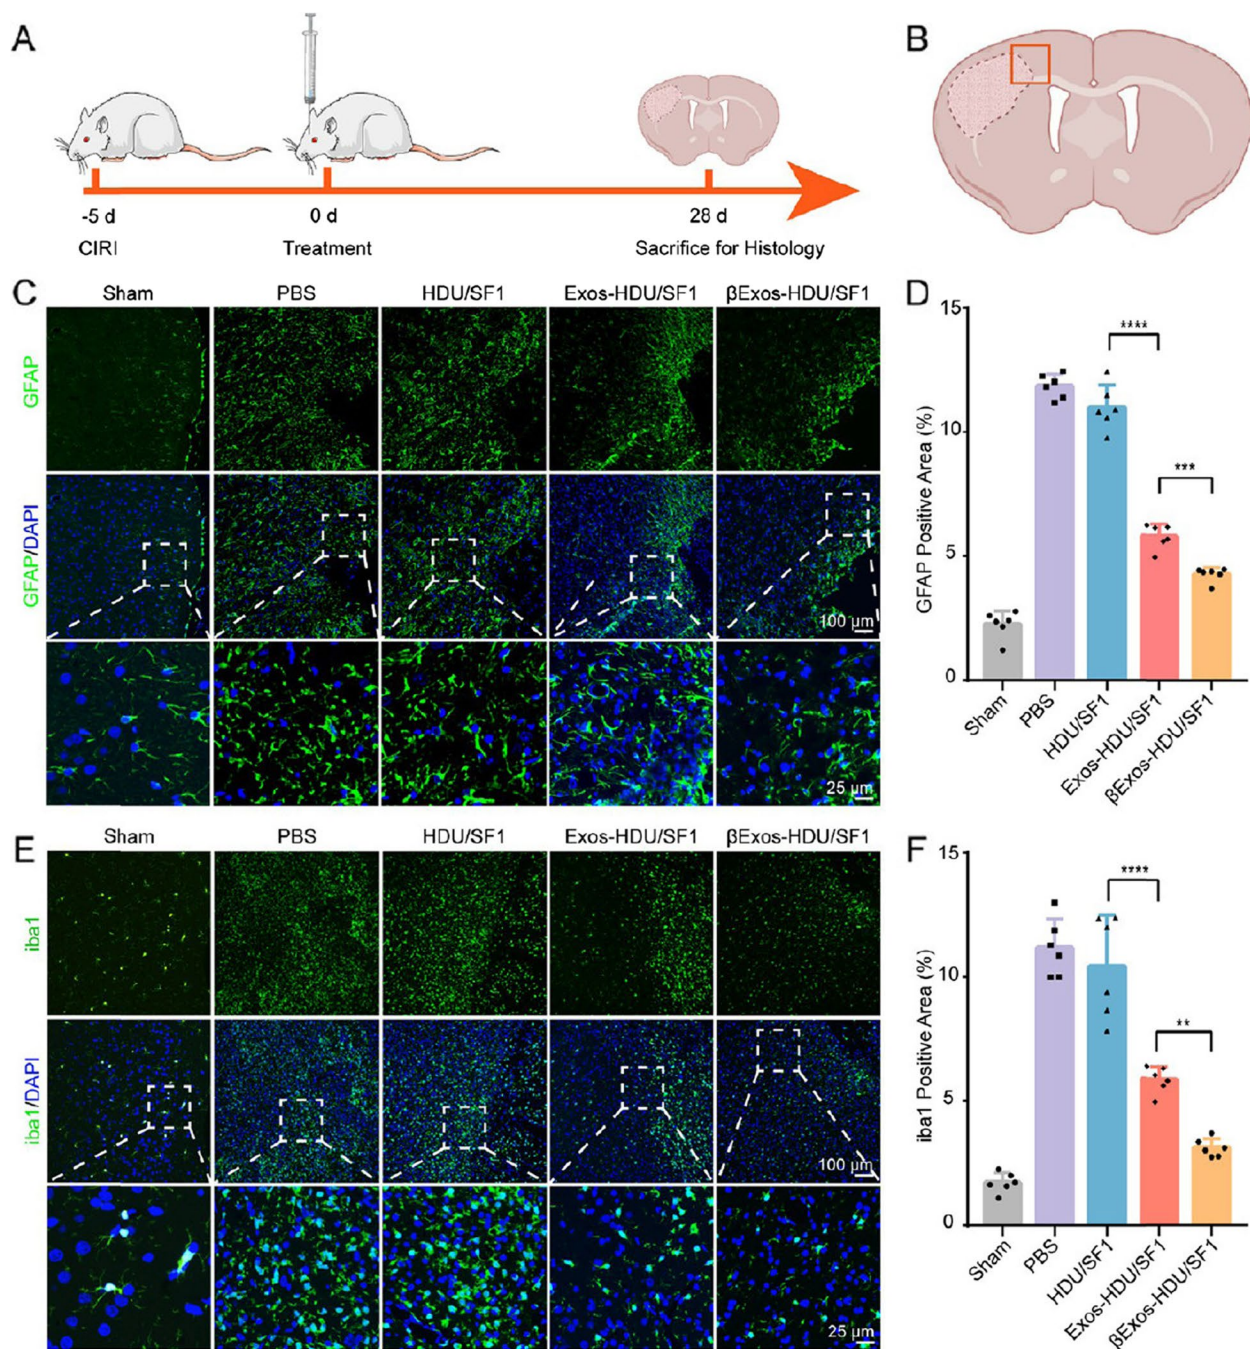 A
-5 d
0 d
28 d
CIRI
Treatment
Sacrifice for Histology
B
C
Sham
PBS
HDU/SF1
Exos-HDU/SF1
βExos-HDU/SF1
GFAP
GFAP/DAPI
100 µm
25 µm
D
GFAP Positive Area (%)
15
10
5
0
****
***
Sham
PBS
HDU/SF1
Exos-HDU/SF1
βExos-HDU/SF1
E
Sham
PBS
HDU/SF1
Exos-HDU/SF1
βExos-HDU/SF1
iba1
iba1/DAPI
100 µm
25 µm
F
iba1 Positive Area (%)
15
10
5
0
****
**
Sham
PBS
HDU/SF1
Exos-HDU/SF1
βExos-HDU/SF1